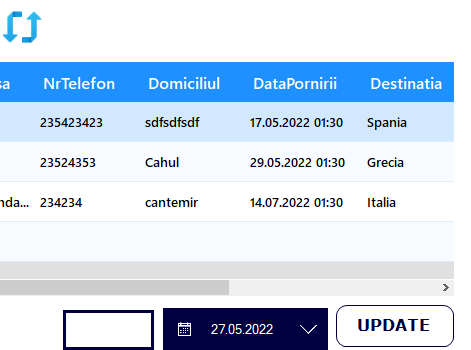 sa NrTelefon Domiciliul DataPornirii Destinatia
235423423 sdfsdfsdf 17.05.2022 01:30 Spania
23524353 Cahul 29.05.2022 01:30 Grecia
nda... 234234 cantemir 14.07.2022 01:30 Italia
27.05.2022 UPDATE